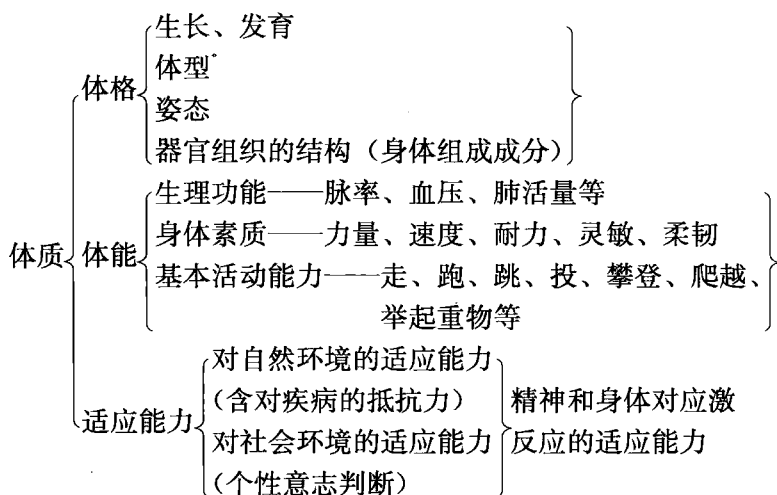 生长、发育
体型
体格
姿态
器官组织的结构（身体组成成分）
生理功能——脉率、血压、肺活量等
身体素质——力量、速度、耐力、灵敏、柔韧
体质
体能
基本活动能力——走、跑、跳、投、攀登、爬越、
举起重物等
对自然环境的适应能力
（含对疾病的抵抗力）
精神和身体对应激
适应能力
对社会环境的适应能力
反应的适应能力
（个性意志判断）